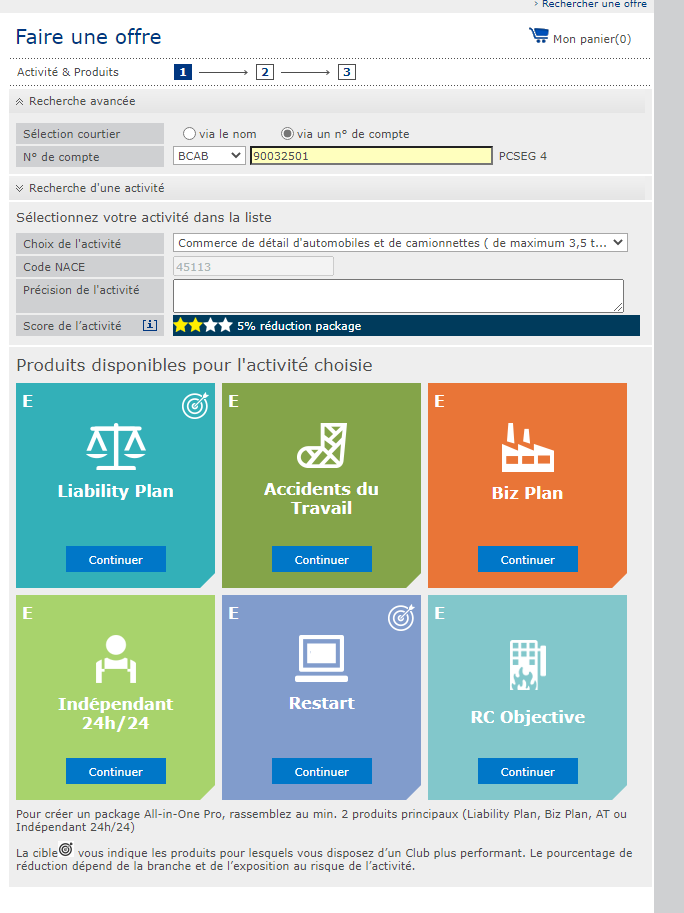 › Rechercher une offre
Faire une offre
Mon panier(0)
Activité & Produits 1 2 3
Recherche avancée
Sélection courtier via le nom via un n° de compte
N° de compte BCAB 90032501 PCSEG 4
Recherche d'une activité
Sélectionnez votre activité dans la liste
Choix de l'activité Commerce de détail d'automobiles et de camionnettes ( de maximum 3,5 t...
Code NACE 45113
Précision de l'activité
Score de l’activité [i] 5% réduction package
Produits disponibles pour l'activité choisie
E
Liability Plan
Continuer
E
Accidents du
Travail
Continuer
E
Biz Plan
Continuer
E
Indépendant
24h/24
Continuer
E
Restart
Continuer
E
RC Objective
Continuer
Pour créer un package All-in-One Pro, rassemblez au min. 2 produits principaux (Liability Plan, Biz Plan, AT ou
Indépendant 24h/24)
La cible vous indique les produits pour lesquels vous disposez d’un Club plus performant. Le pourcentage de
réduction dépend de la branche et de l’exposition au risque de l’activité.